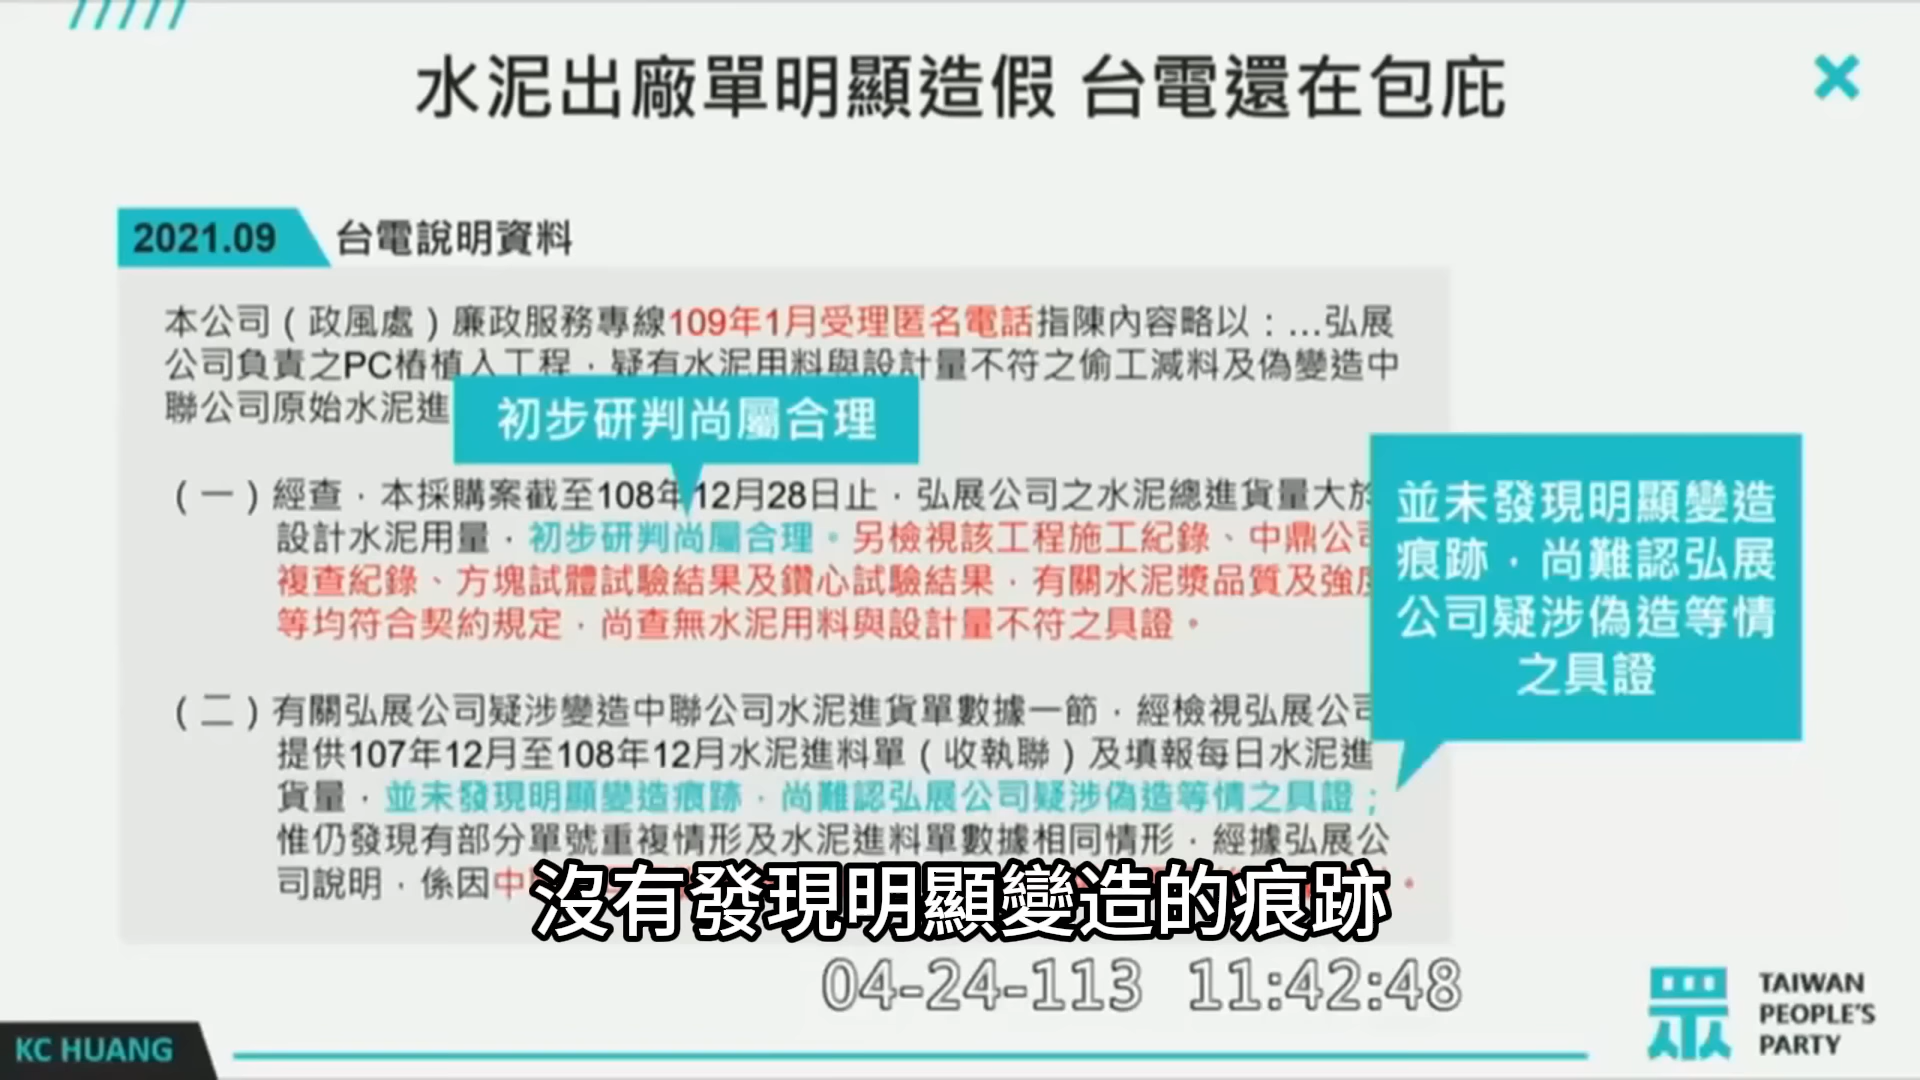 水泥出廠單明顯造假 台電還在包庇
2021.09 台電說明資料
本公司（政風處）廉政服務專線109年1月受理匿名電話指陳內容略以：...弘展
公司負責之PC樁植入工程，疑有水泥用料與設計量不符之偷工減料及偽變造中
聯公司原始水泥進
初步研判尚屬合理
（一）經查，本採購案截至108年12月28日止，弘展公司之水泥總進貨量大於
設計水泥用量，初步研判尚屬合理。另檢視該工程施工紀錄、中鼎公司
複查紀錄、方塊試體試驗結果及鑽心試驗結果，有關水泥漿品質及強度
等均符合契約規定，尚查無水泥用料與設計量不符之具證。
並未發現明顯變造
痕跡，尚難認弘展
公司疑涉偽造等情
之具證
（二）有關弘展公司疑涉變造中聯公司水泥進貨單數據一節，經檢視弘展公司
提供107年12月至108年12月水泥進料單（收執聯）及填報每日水泥進
貨量，並未發現明顯變造痕跡，尚難認弘展公司疑涉偽造等情之具證；
惟仍發現有部分單號重複情形及水泥進料單數據相同情形，經據弘展公
司說明，係因中
沒有發現明顯變造的痕跡
04-24-113 11:42:48
KC HUANG
眾
TAIWAN
PEOPLE'S
PARTY